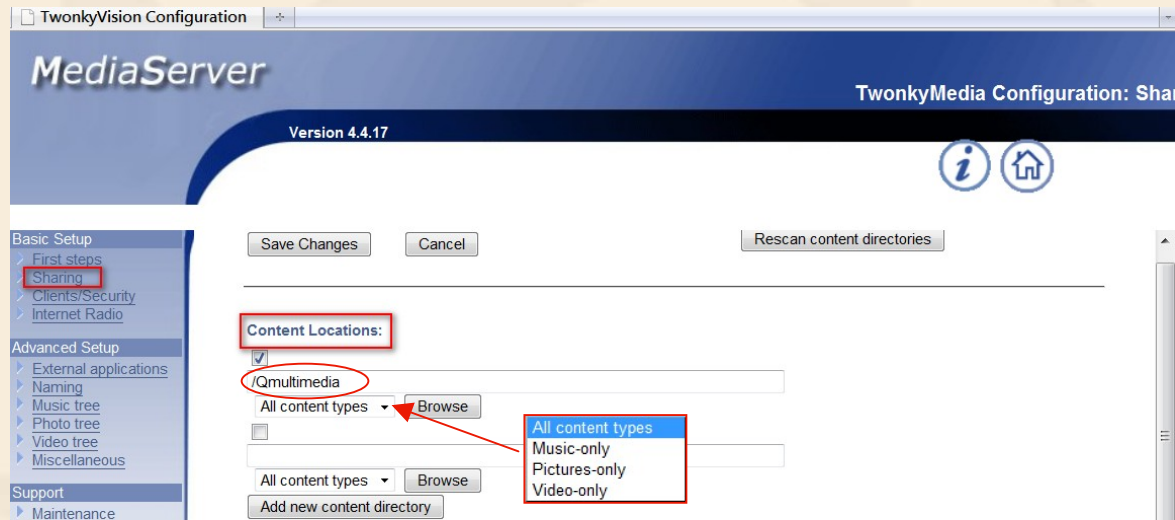 TwonkyVision Configuration
MediaServer
TwonkyMedia Configuration: Shar
Version 4.4.17
i
Basic Setup
First steps
Sharing
Clients/Security
Internet Radio
Advanced Setup
External applications
Naming
Music tree
Photo tree
Video tree
Miscellaneous
Support
Maintenance
Save Changes
Cancel
Rescan content directories
Content Locations:
/Qmultimedia
All content types
Browse
All content types
Music-only
Pictures-only
Video-only
All content types
Browse
Add new content directory